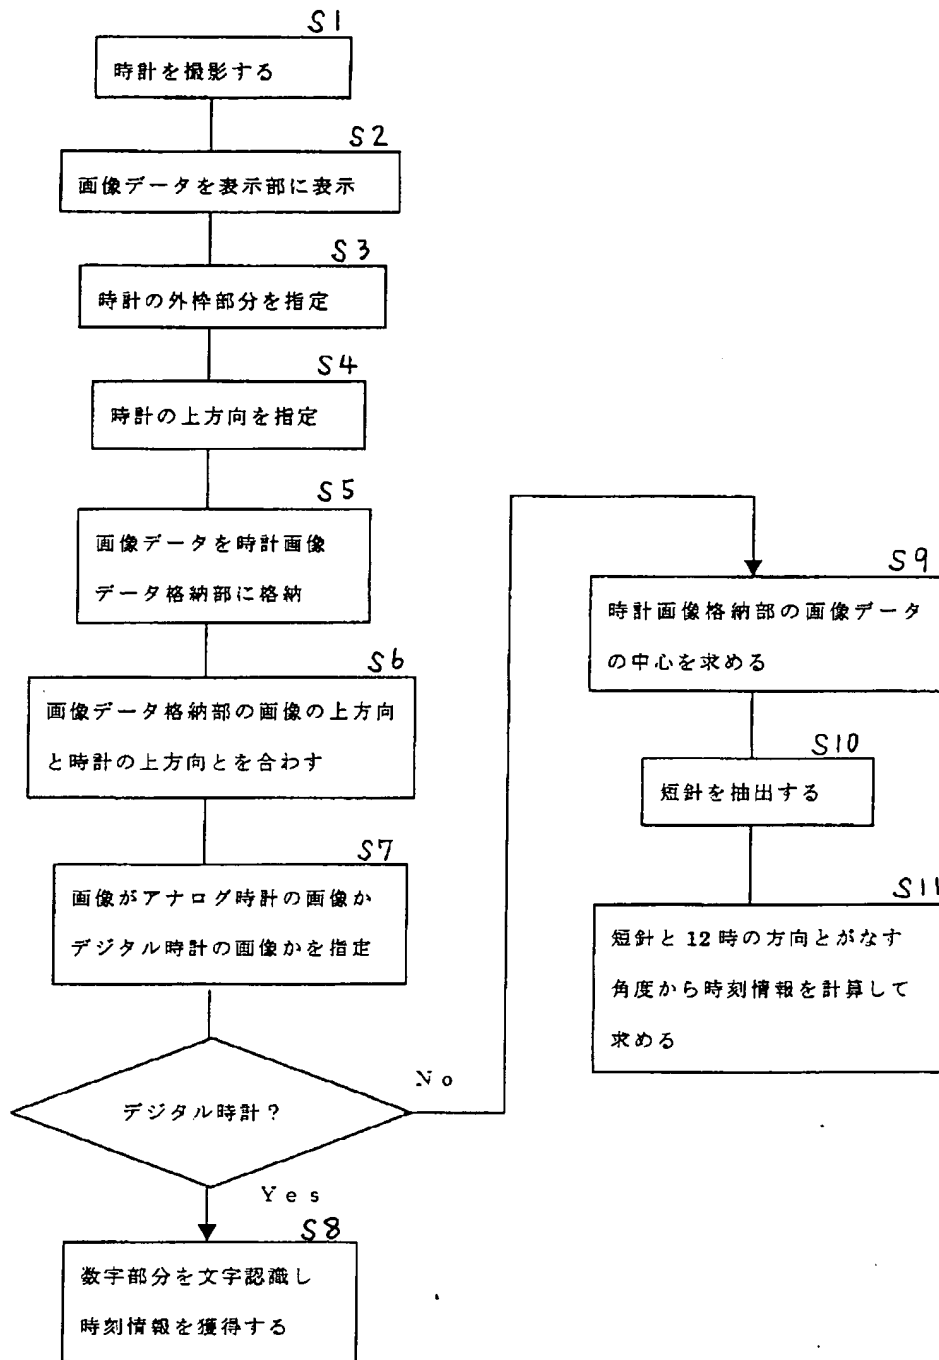 S1
時計を撮影する
S2
画像データを表示部に表示
S3
時計の外枠部分を指定
S4
時計の上方向を指定
S5
画像データを時計画像
データ格納部に格納
S6
画像データ格納部の画像の上方向
と時計の上方向とを合わす
S7
画像がアナログ時計の画像か
デジタル時計の画像かを指定
デジタル時計?
No
Yes
S8
数字部分を文字認識し
時刻情報を獲得する
S9
時計画像格納部の画像データ
の中心を求める
S10
短針を抽出する
S11
短針と12時の方向とがなす
角度から時刻情報を計算して
求める